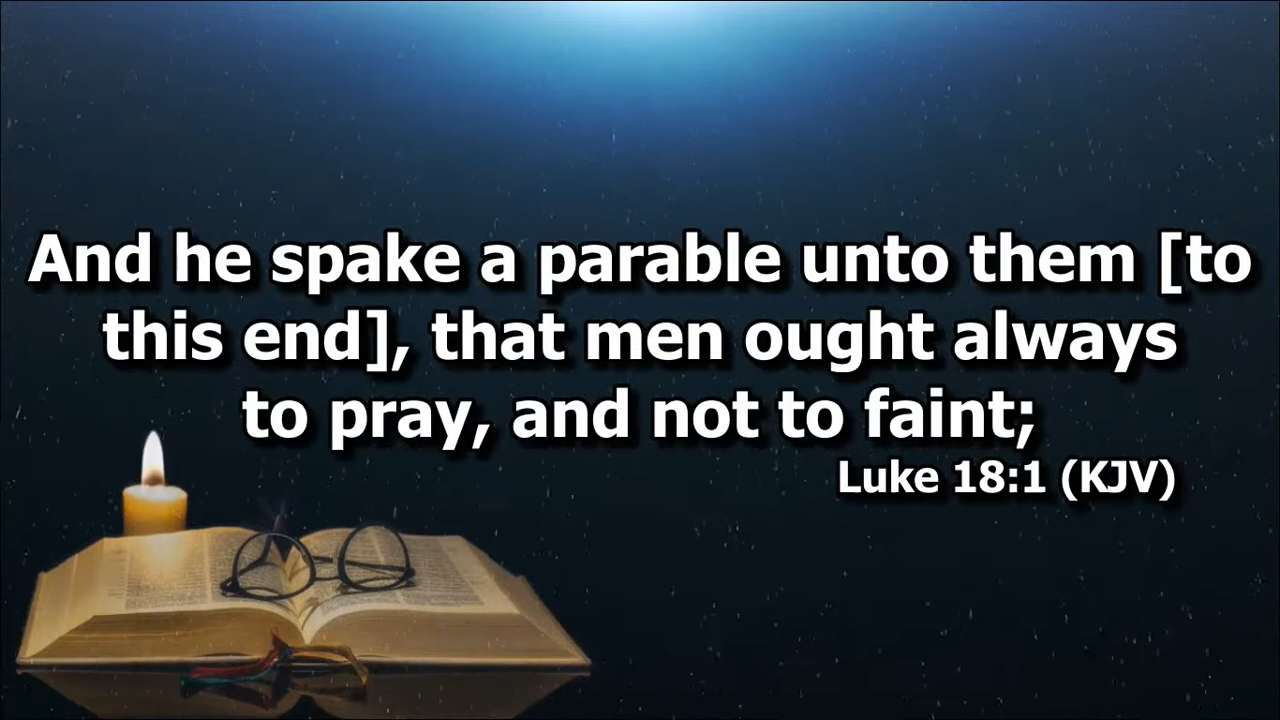 And he spake a parable unto them [to
this end], that men ought always
to pray, and not to faint;
Luke 18:1 (KJV)